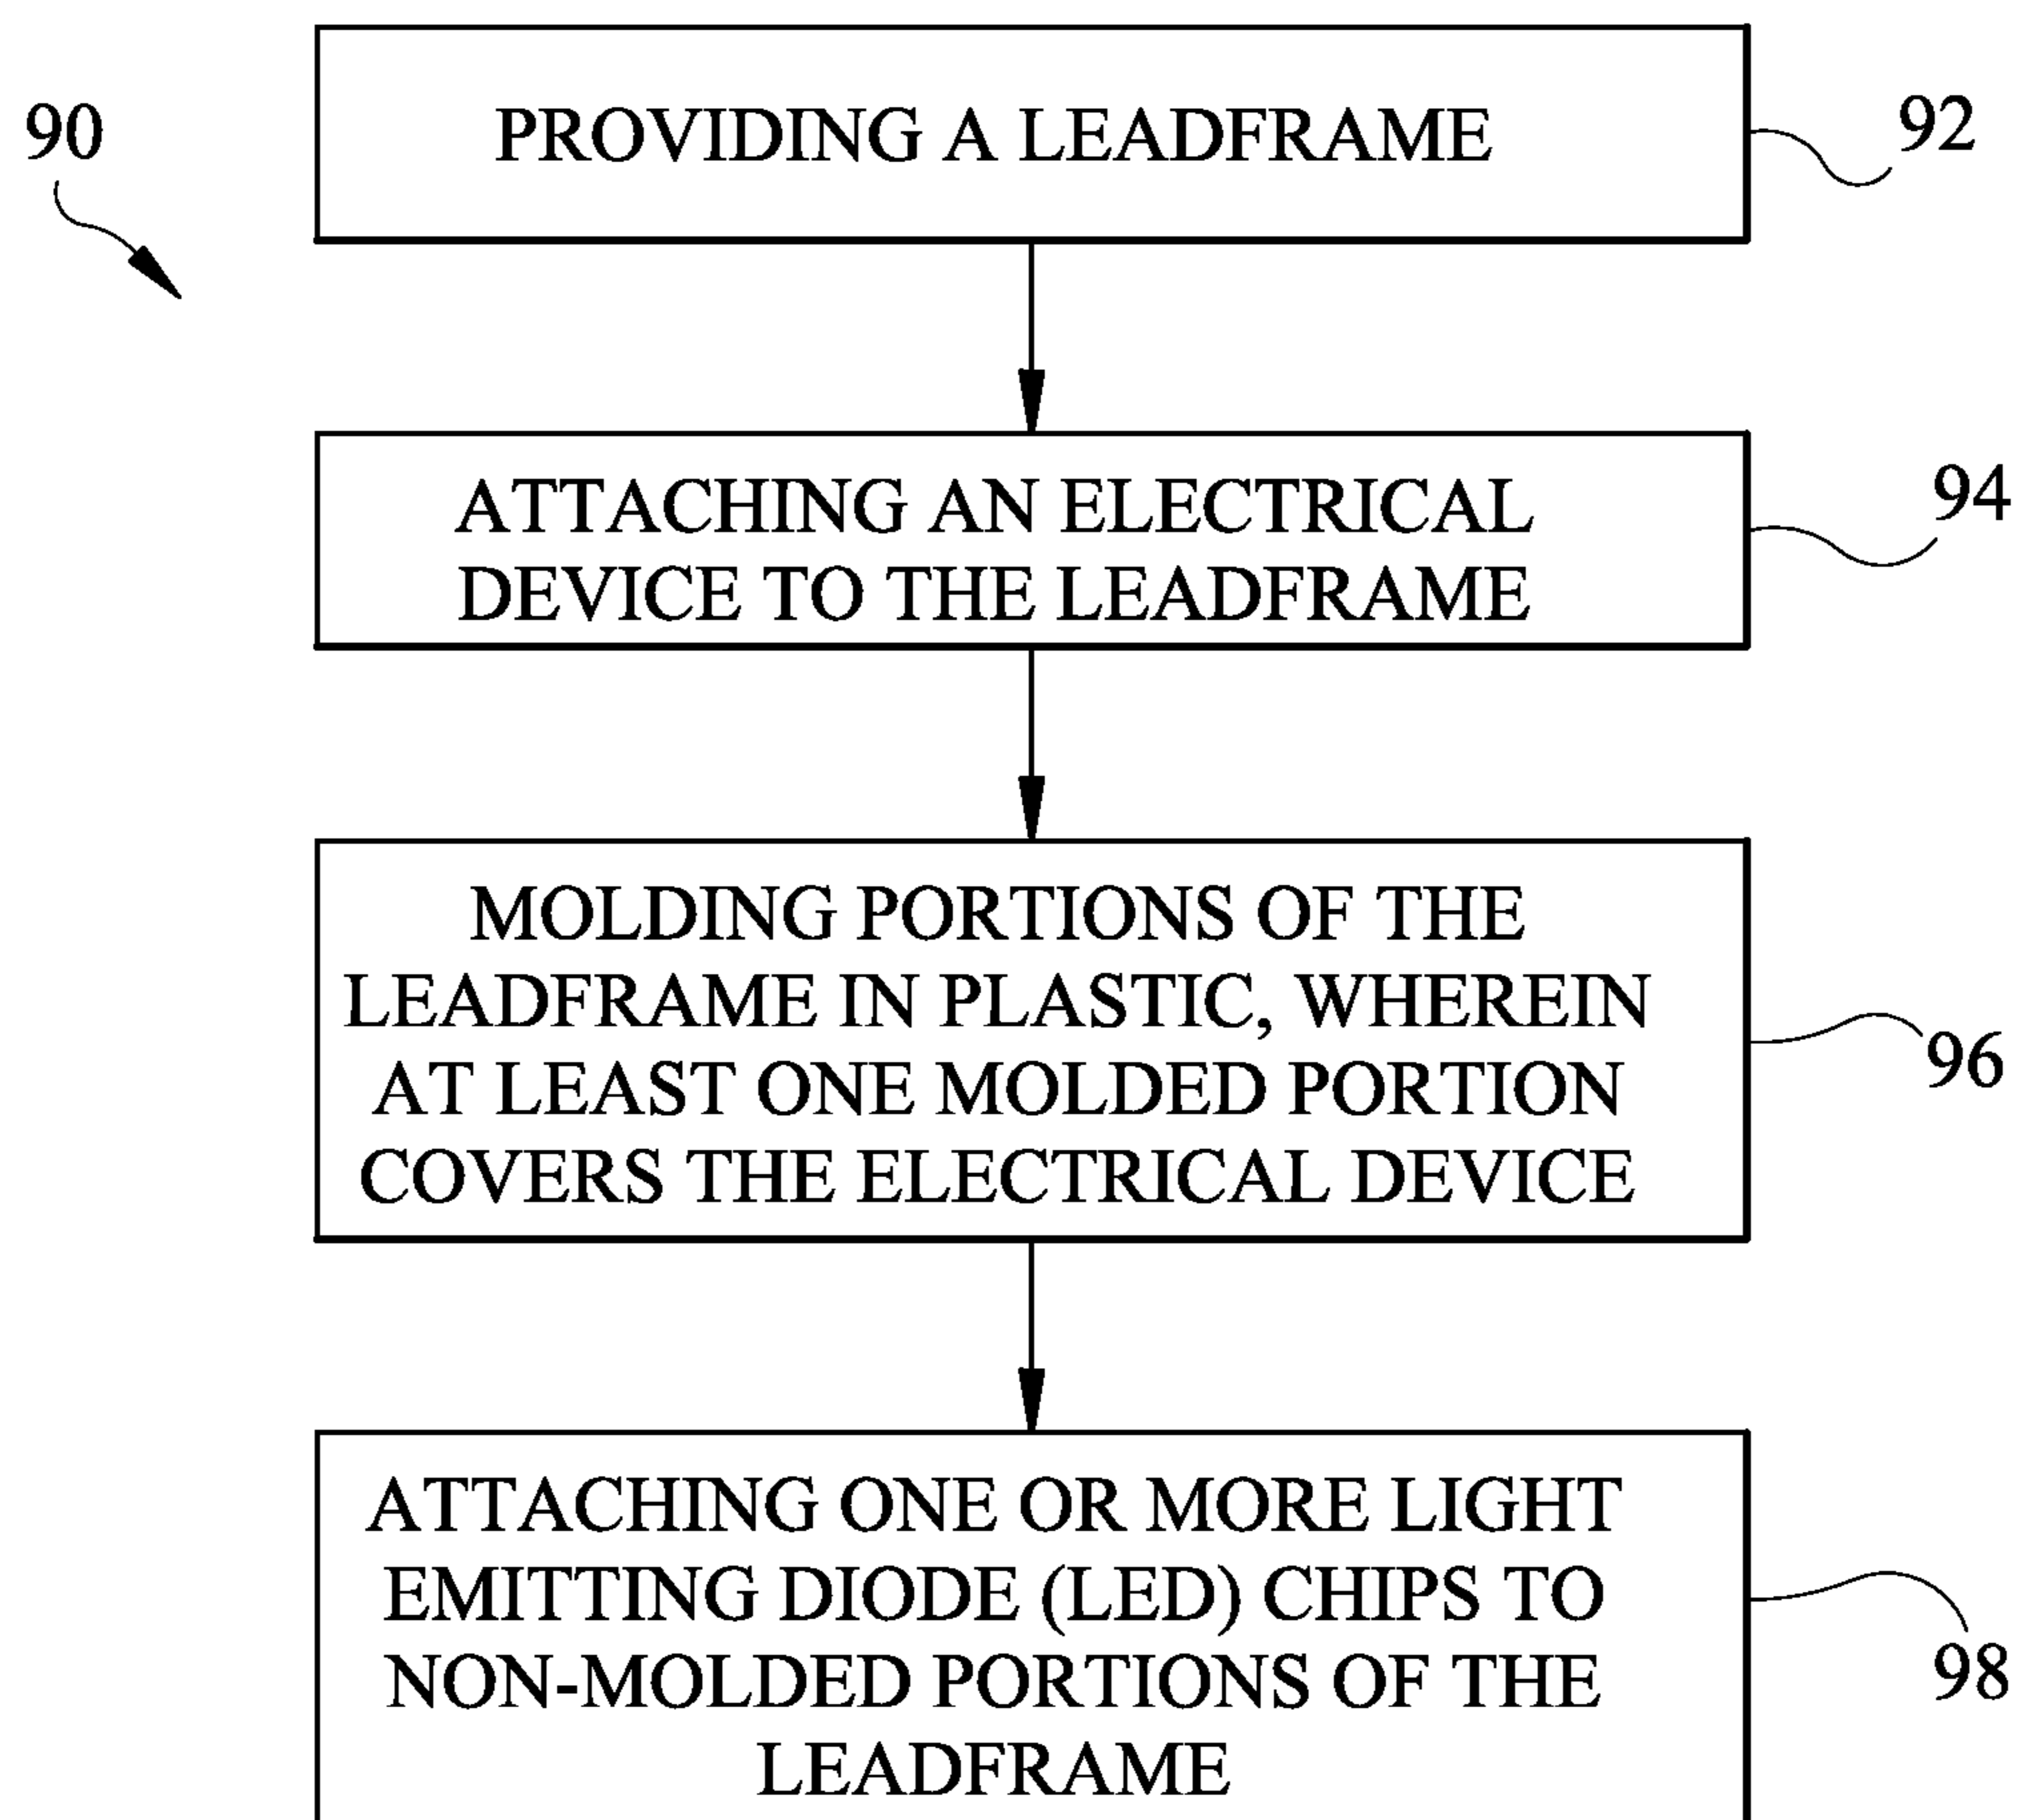 90
PROVIDING A LEADFRAME
92
ATTACHING AN ELECTRICAL
DEVICE TO THE LEADFRAME
94
MOLDING PORTIONS OF THE
LEADFRAME IN PLASTIC, WHEREIN
AT LEAST ONE MOLDED PORTION
COVERS THE ELECTRICAL DEVICE
96
ATTACHING ONE OR MORE LIGHT
EMITTING DIODE (LED) CHIPS TO
NON-MOLDED PORTIONS OF THE
LEADFRAME
98